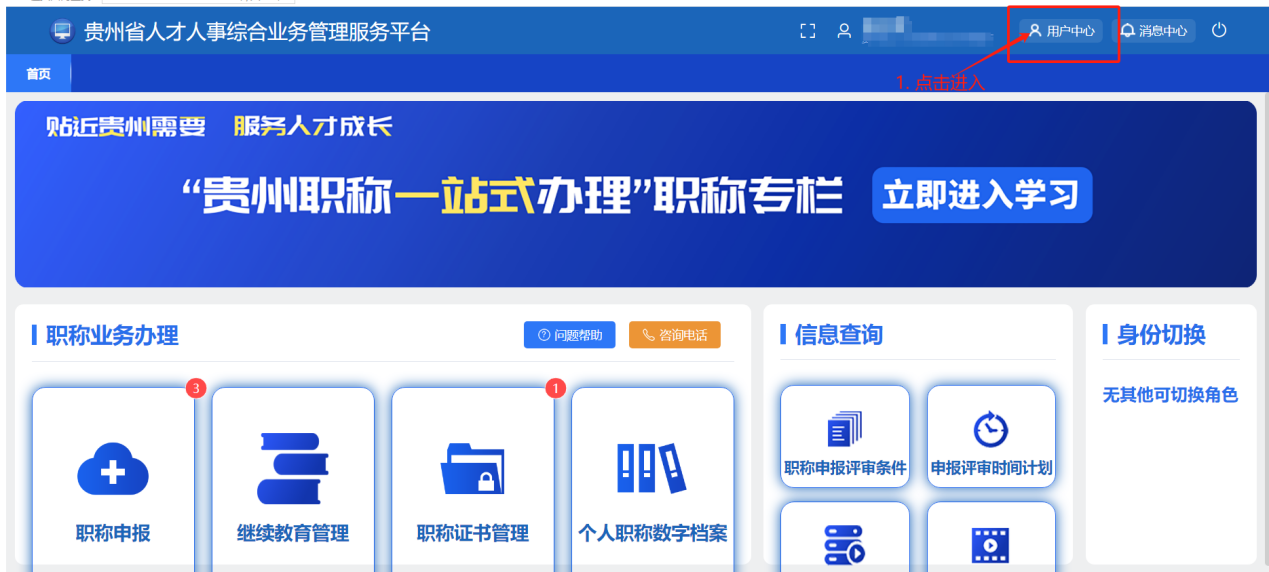 贵州省人才人事综合业务管理服务平台
用户中心
消息中心
首页
1. 点击进入
贴近贵州需要 服务人才成长
“贵州职称一站式办理”职称专栏
立即进入学习
职称业务办理
问题帮助
咨询电话
信息查询
身份切换
3
1
无其他可切换角色
职称申报评审条件
申报评审时间计划
职称申报
继续教育管理
职称证书管理
个人职称数字档案